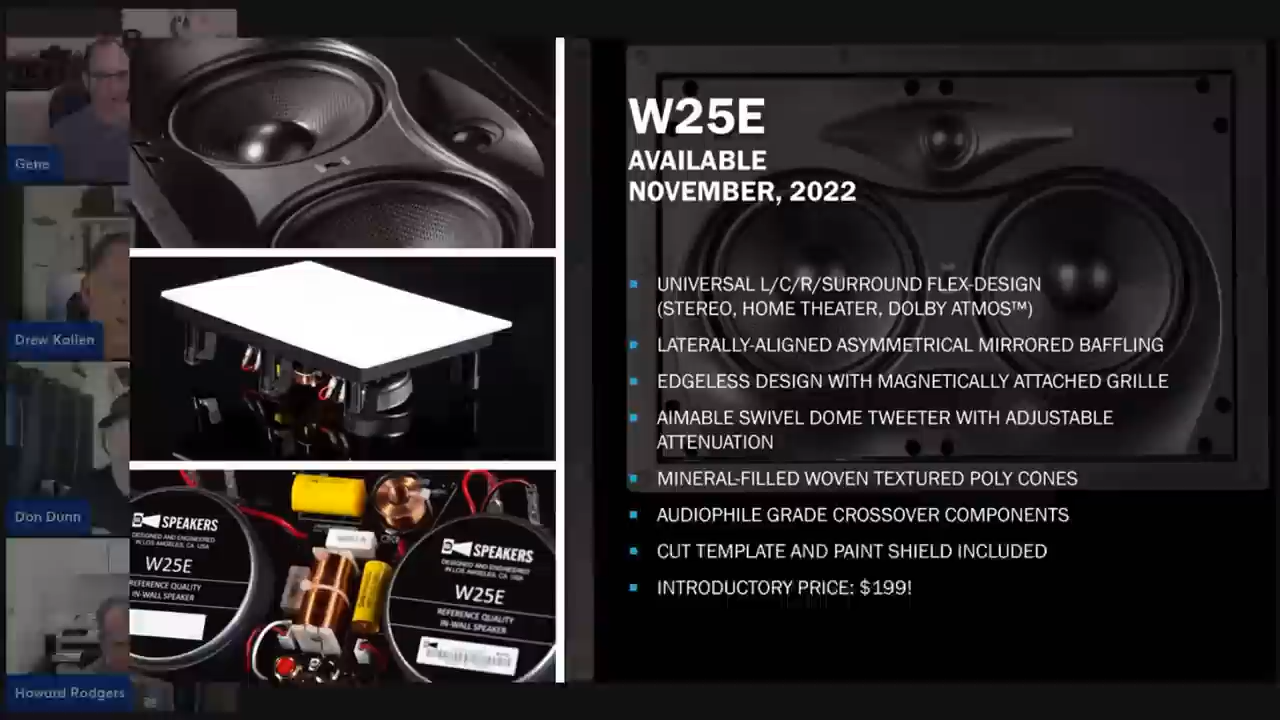 Gene
Drew Kallen
Don Dunn
Howard Rodgers
SPEAKERS
DESIGNED AND ENGINEERED
IN LOS ANGELES, CA. USA
W25E
REFERENCE QUALITY
IN-WALL SPEAKER
SPEAKERS
DESIGNED AND ENGINEERED
IN LOS ANGELES, CA. USA
W25E
REFERENCE QUALITY
IN-WALL SPEAKER
W25E
AVAILABLE
NOVEMBER, 2022
UNIVERSAL L/C/R/SURROUND FLEX-DESIGN
(STEREO, HOME THEATER, DOLBY ATMOS™)
LATERALLY-ALIGNED ASYMMETRICAL MIRRORED BAFFLING
EDGELESS DESIGN WITH MAGNETICALLY ATTACHED GRILLE
AIMABLE SWIVEL DOME TWEETER WITH ADJUSTABLE
ATTENUATION
MINERAL-FILLED WOVEN TEXTURED POLY CONES
AUDIOPHILE GRADE CROSSOVER COMPONENTS
CUT TEMPLATE AND PAINT SHIELD INCLUDED
INTRODUCTORY PRICE: $199!